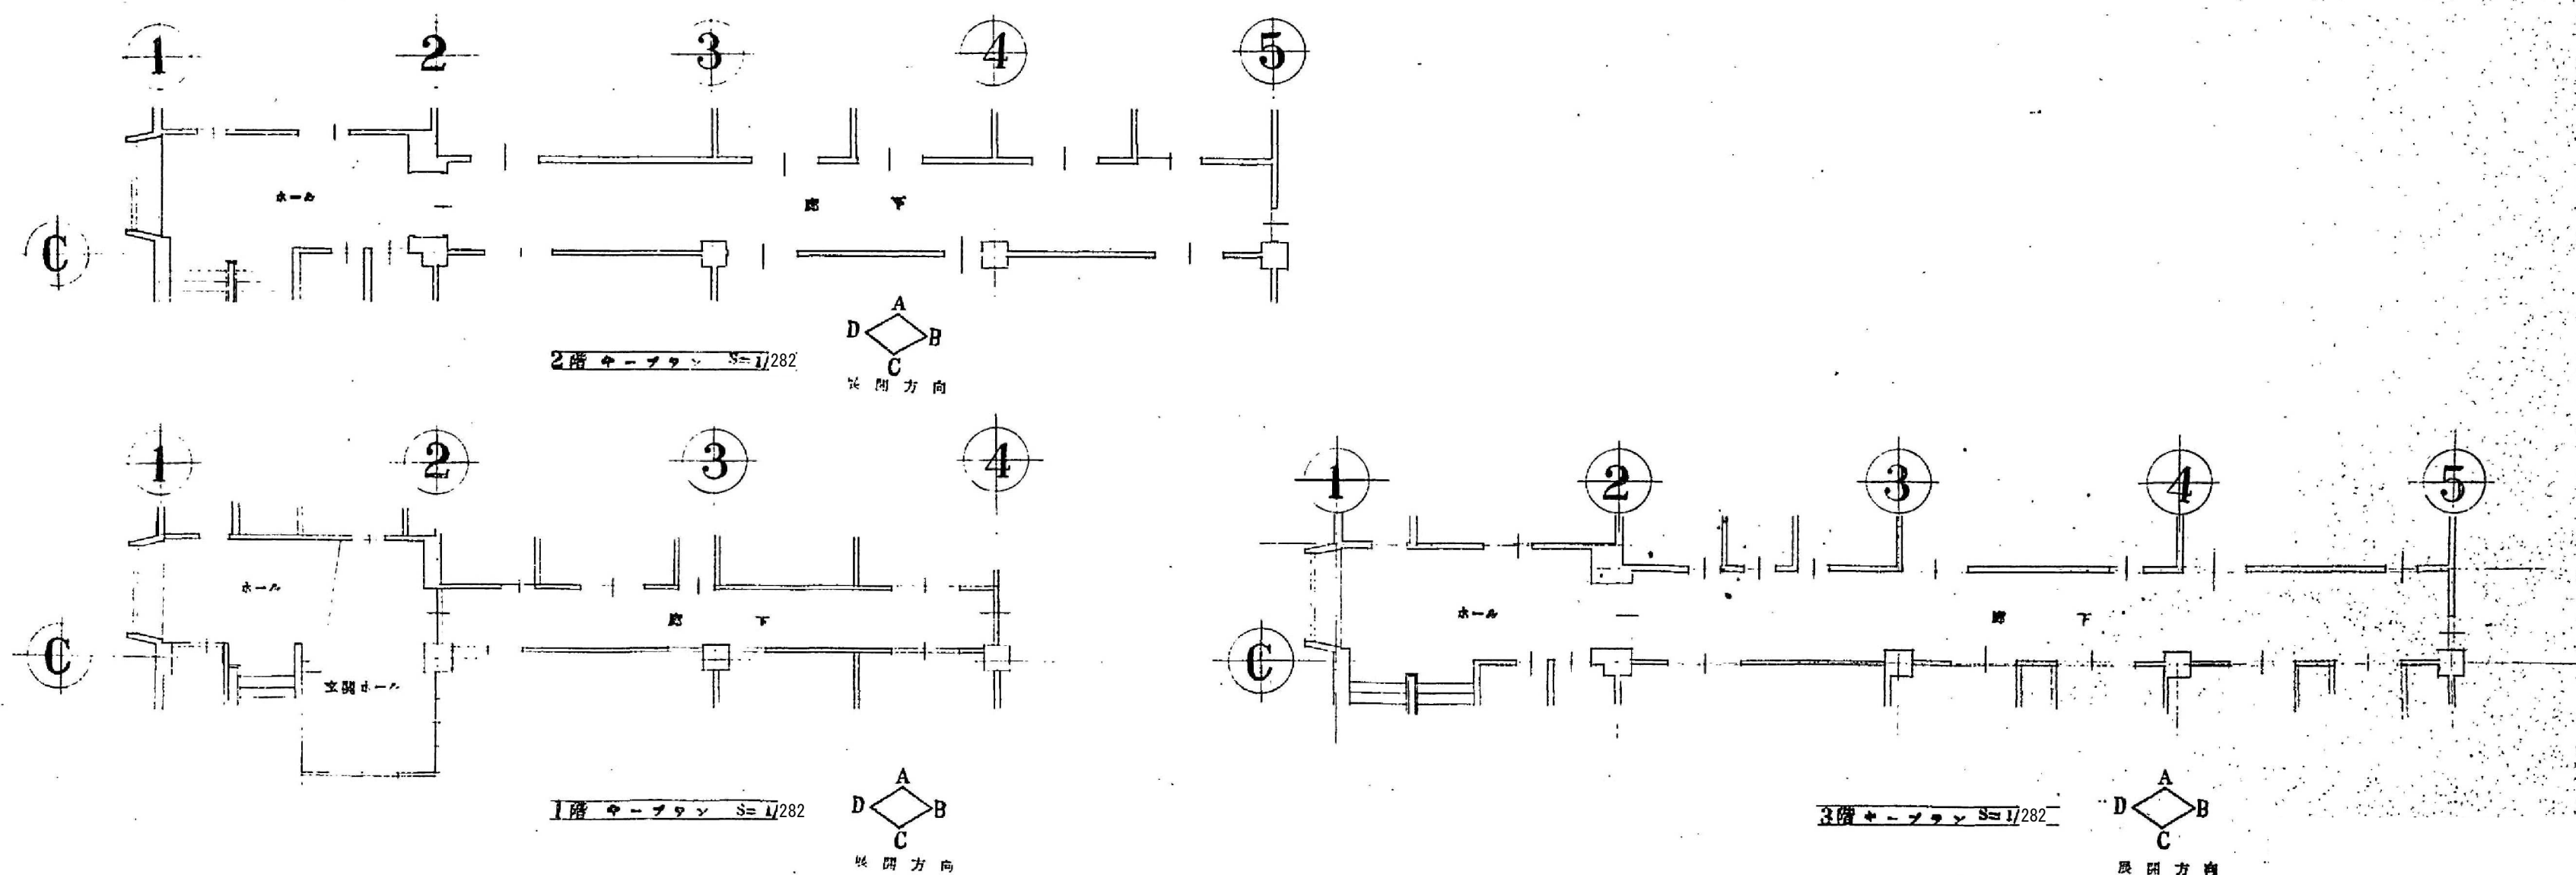 1 2 3 4 5
ホール
廊下
C
A
D B
C
2階 キープラン S=1/282
展開方向
1 2 3 4
ホール
廊下
C
玄関ホール
A
D B
C
1階 キープラン S=1/282
展開方向
1 2 3 4 5
ホール
廊下
C
A
D B
C
3階 キープラン S=1/282
展開方向